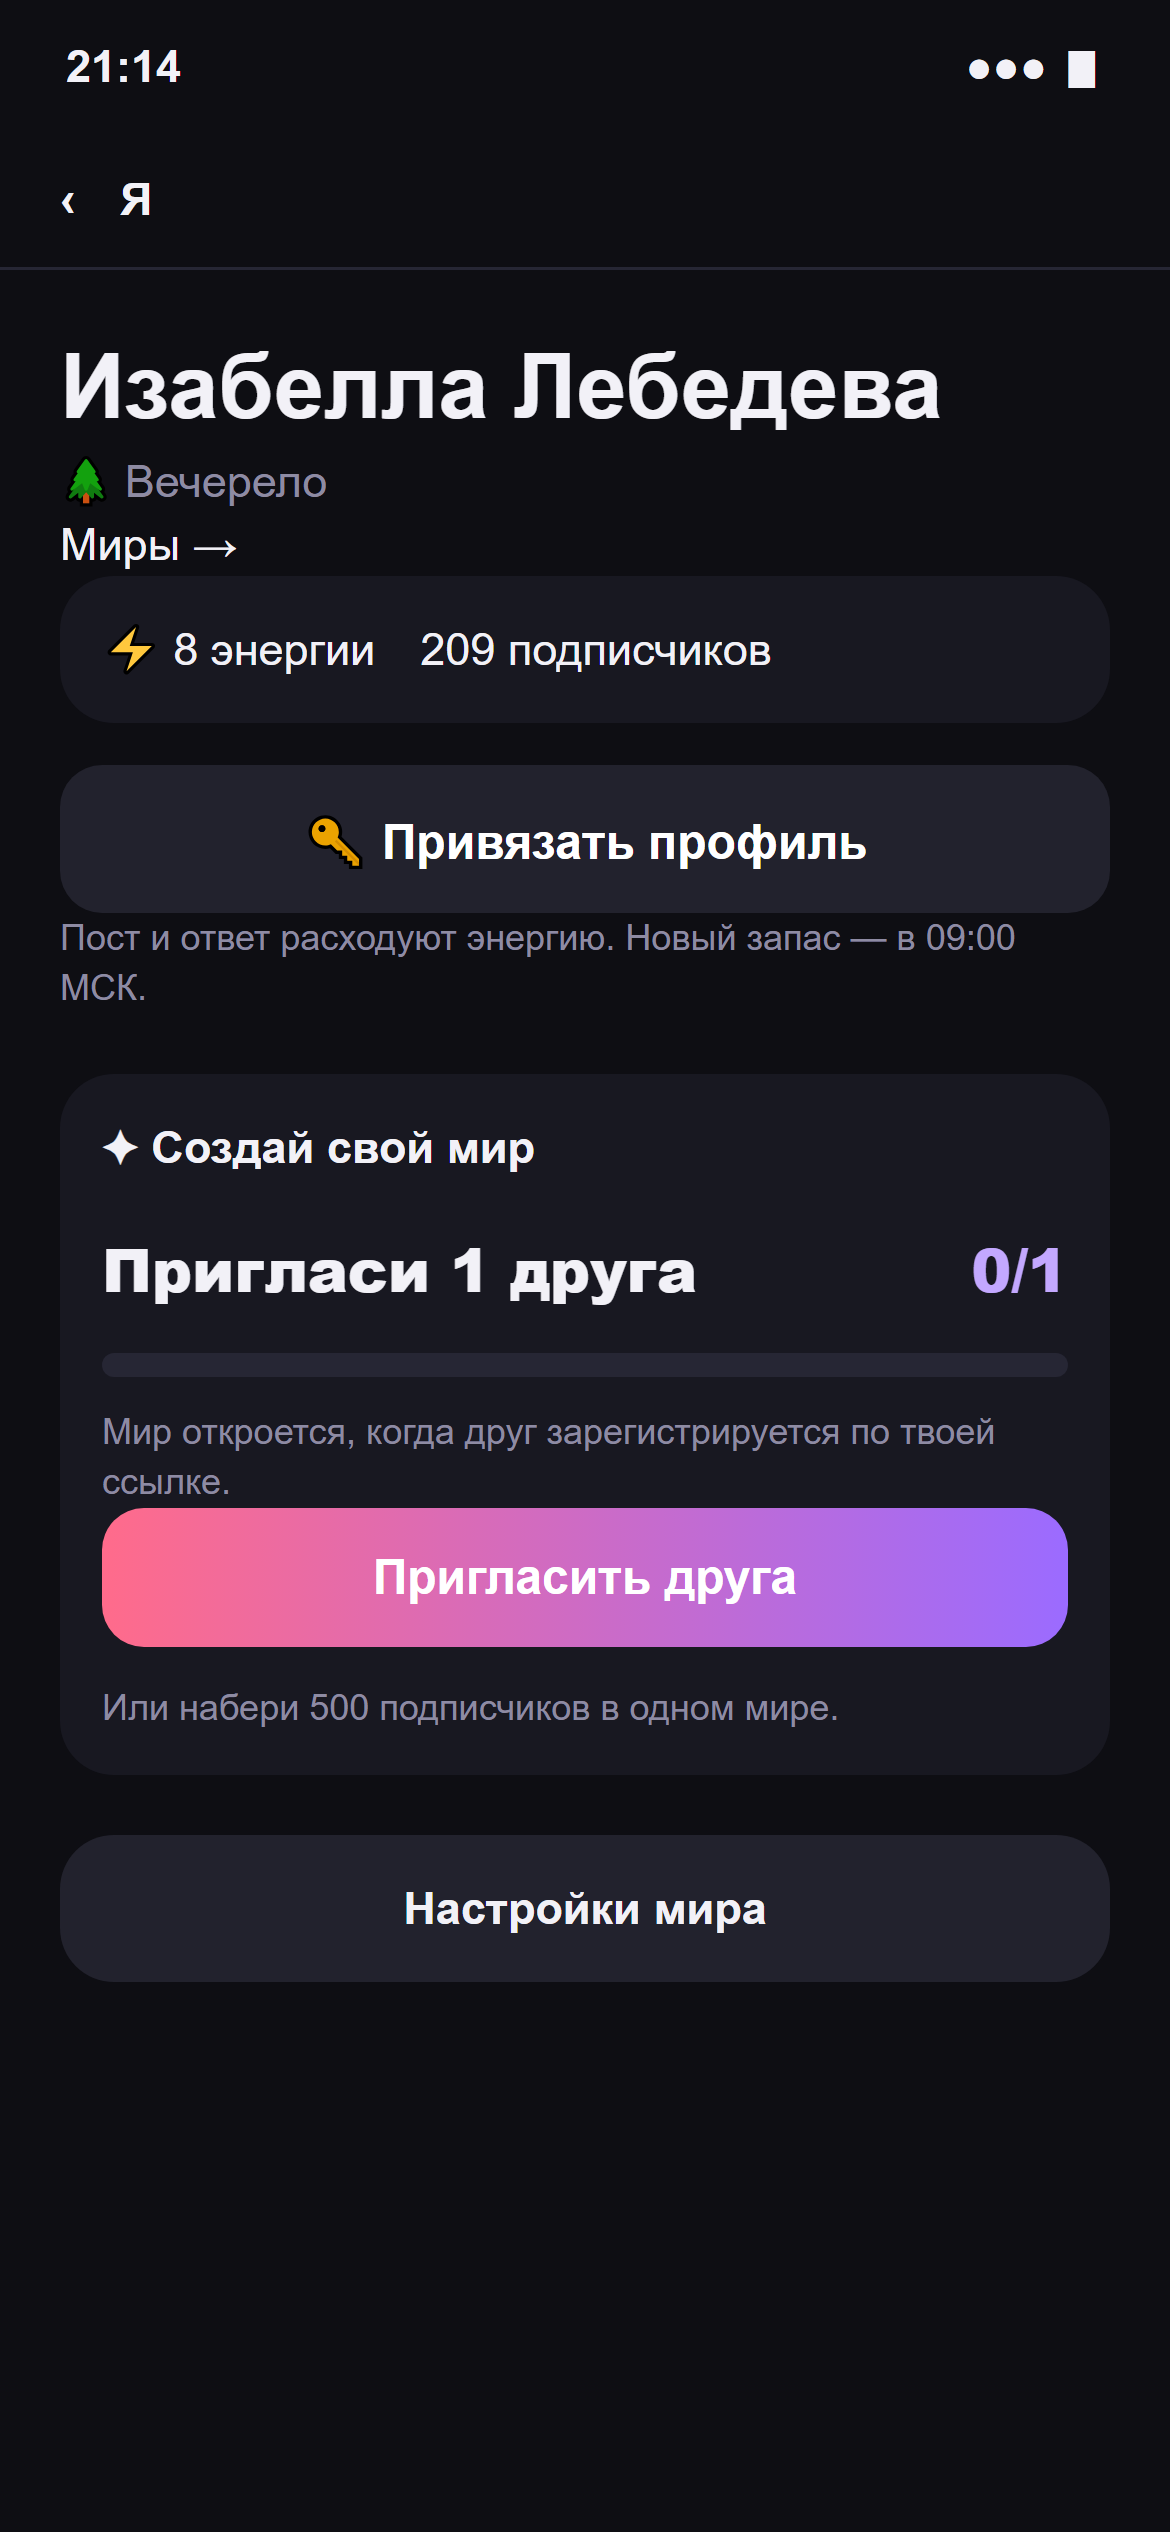 21:14
‹ Я
Изабелла Лебедева
🌲 Вечерело
Миры →
⚡ 8 энергии 209 подписчиков
🔑 Привязать профиль
Пост и ответ расходуют энергию. Новый запас — в 09:00
МСК.
✦ Создай свой мир
Пригласи 1 друга 0/1
Мир откроется, когда друг зарегистрируется по твоей
ссылке.
Пригласить друга
Или набери 500 подписчиков в одном мире.
Настройки мира